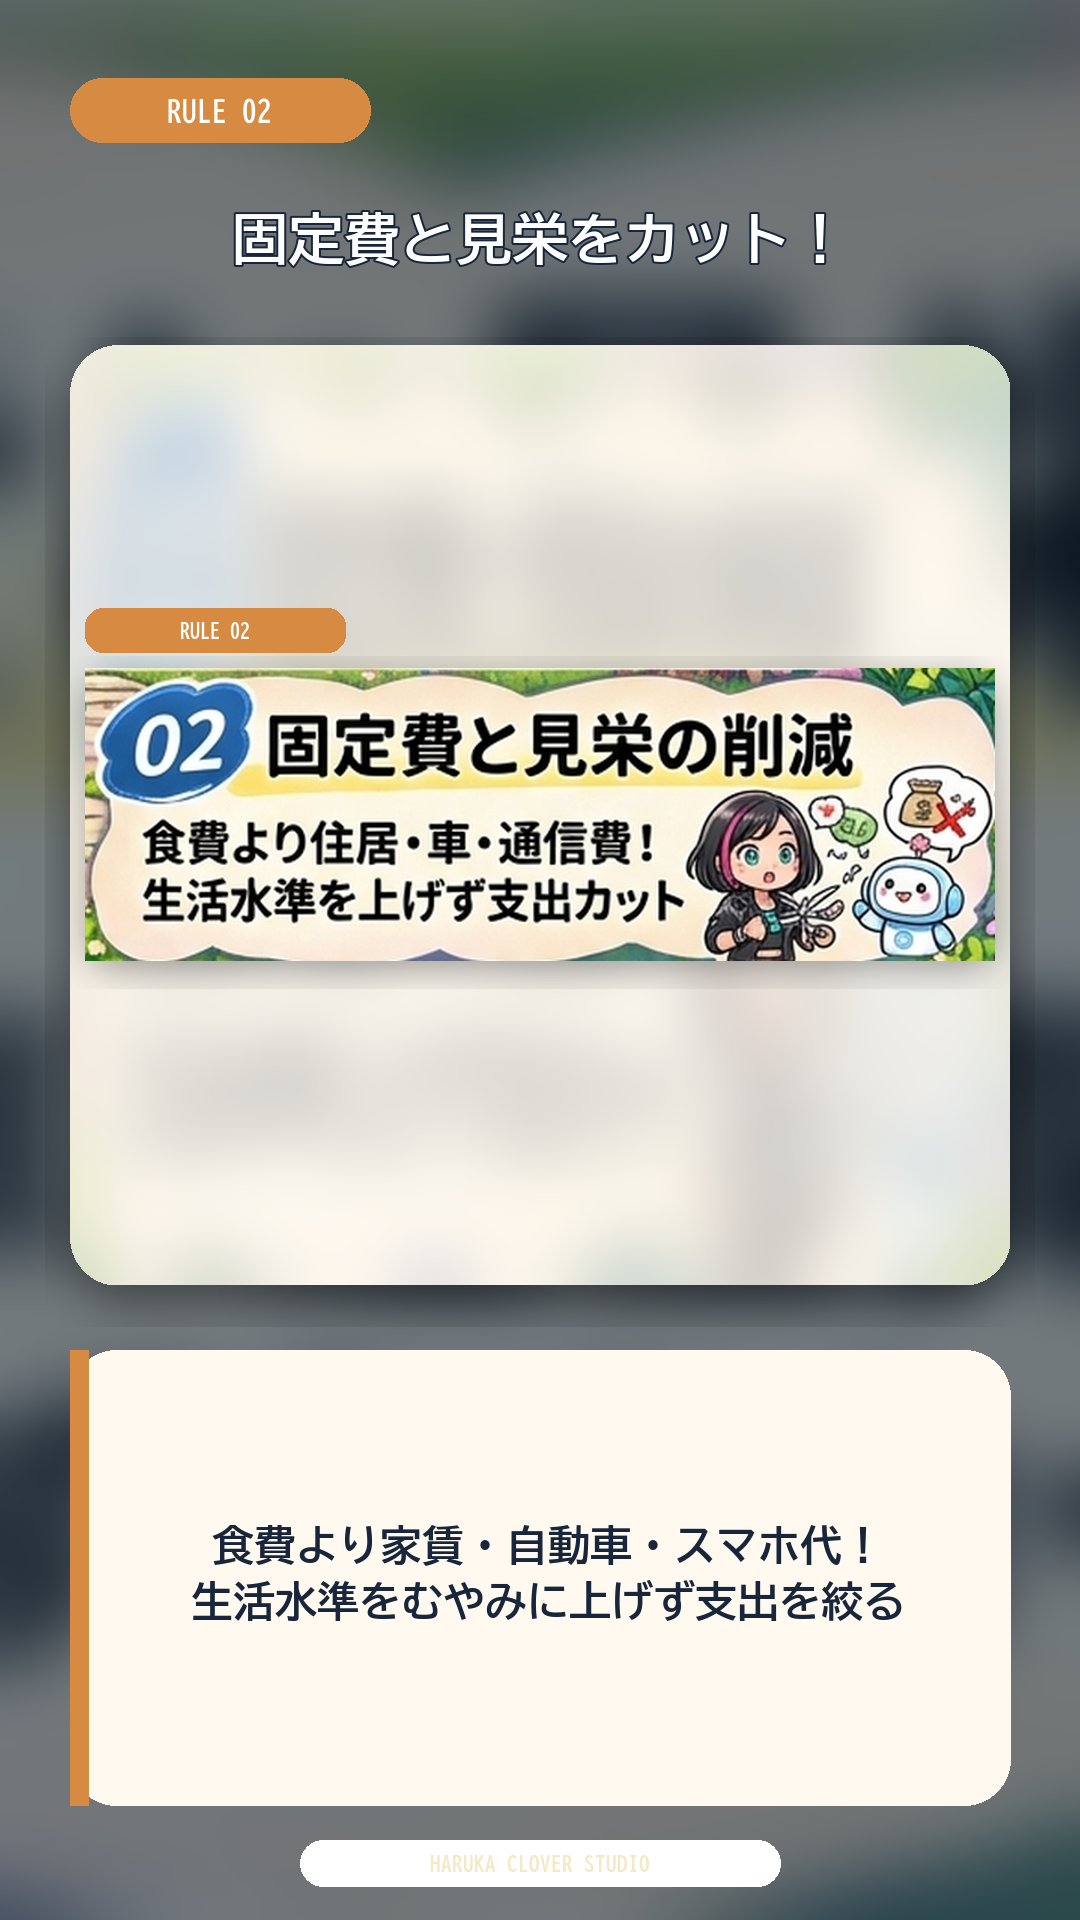 RULE 02
固定費と見栄をカット！
RULE 02
02 固定費と見栄の削減
食費より住居・車・通信費！
生活水準を上げず支出カット
食費より家賃・自動車・スマホ代！
生活水準をむやみに上げず支出を絞る
HARUKA CLOVER STUDIO